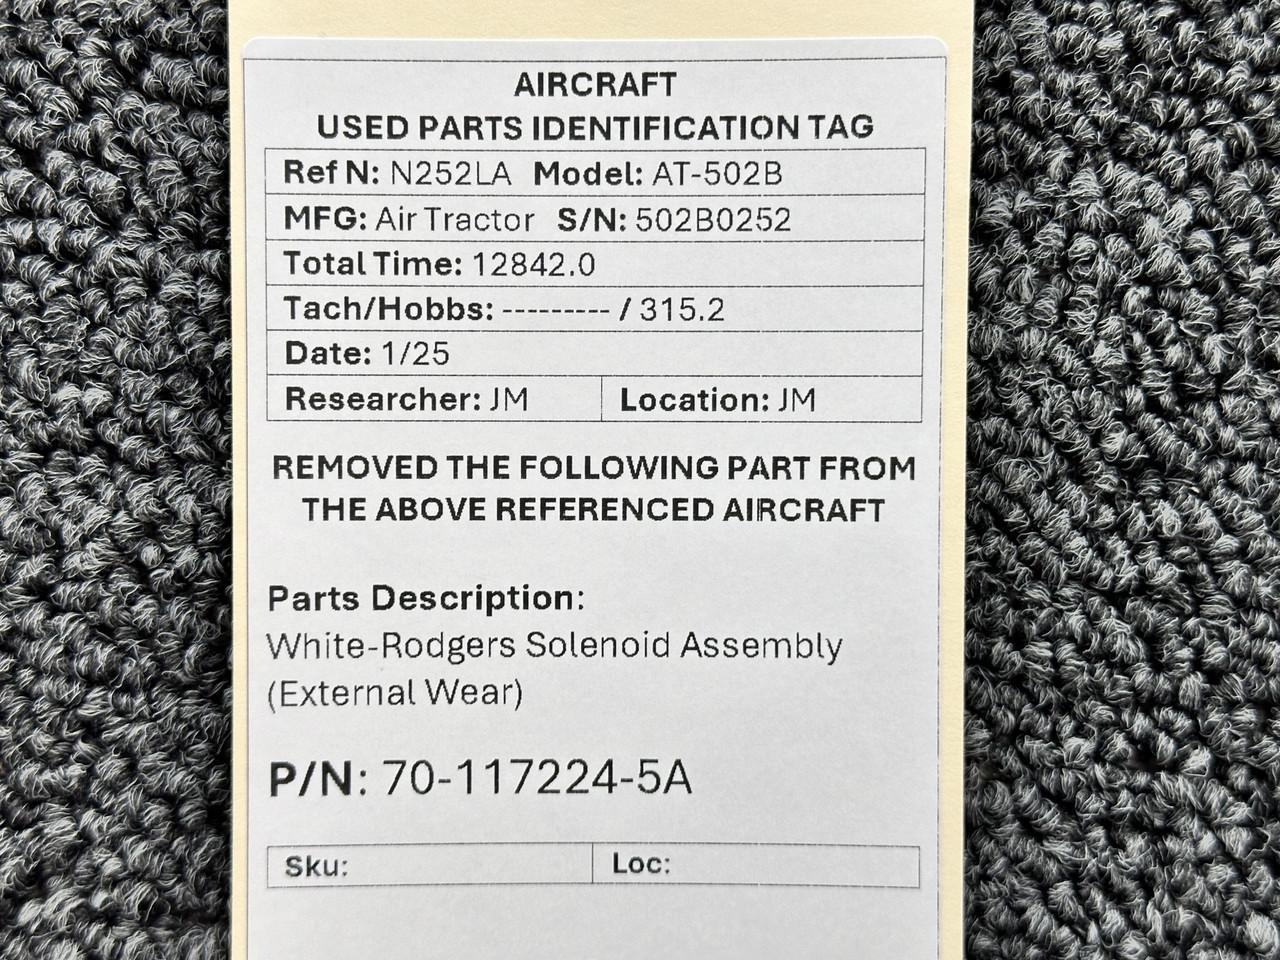 AIRCRAFT
USED PARTS IDENTIFICATION TAG
Ref N: N252LA Model: AT-502B
MFG: Air Tractor S/N: 502B0252
Total Time: 12842.0
Tach/Hobbs: --------- / 315.2
Date: 1/25
Researcher: JM Location: JM
REMOVED THE FOLLOWING PART FROM
THE ABOVE REFERENCED AIRCRAFT
Parts Description:
White-Rodgers Solenoid Assembly
(External Wear)
P/N: 70-117224-5A
Sku: Loc: